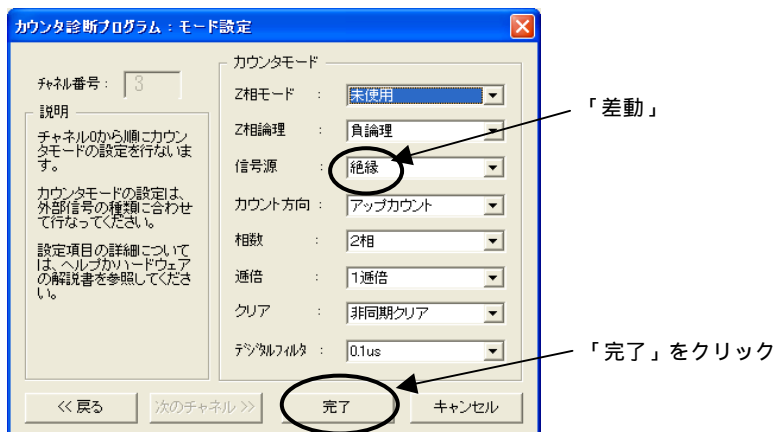 カウンタ診断プログラム:モード設定
チャネル番号: 3
説明
チャネル0から順にカウン
タモードの設定を行ないま
す。
カウンタモードの設定は、
外部信号の種類に合わせ
て行なってください。
設定項目の詳細について
は、ヘルプかハードウェア
の解説書を参照してくださ
い。
カウンタモード
Z相モード : 未使用
Z相論理 : 負論理
信号源 : 絶縁
カウント方向 : アップカウント
相数 : 2相
逓倍 : 1逓倍
クリア : 非同期クリア
デジタルフィルタ : 0.1us
「差動」
「完了」をクリック
<< 戻る
次のチャネル >>
完了
キャンセル